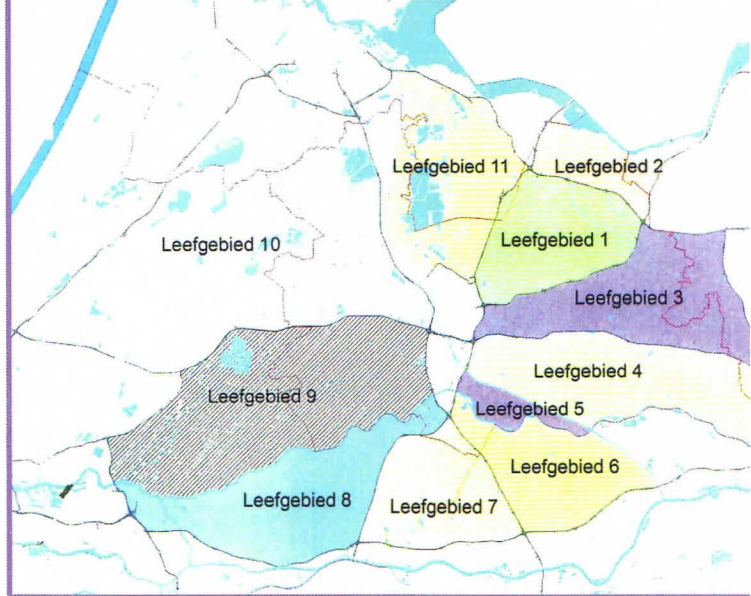 Leefgebied 11
Leefgebied 2
Leefgebied 1
Leefgebied 10
Leefgebied 3
Leefgebied 4
Leefgebied 9
Leefgebied 5
Leefgebied 6
Leefgebied 8
Leefgebied 7